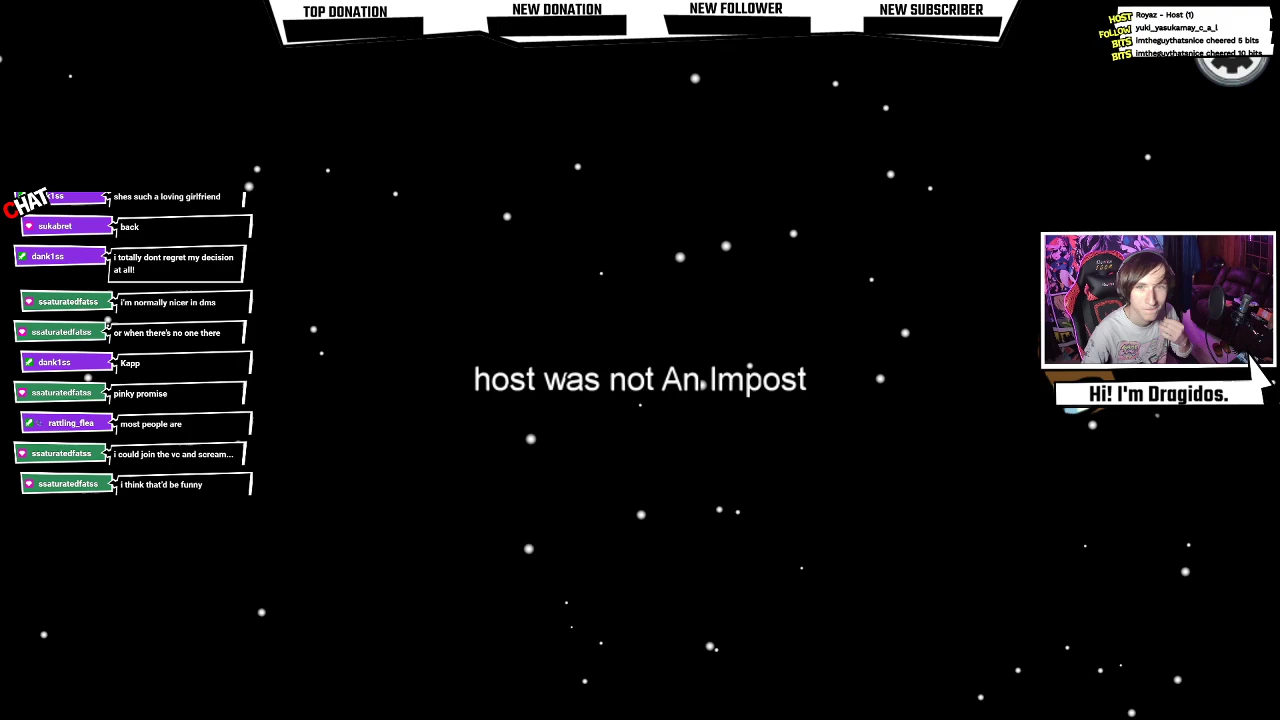 TOP DONATION
NEW DONATION
NEW FOLLOWER
NEW SUBSCRIBER
HOST Royaz - Host (1)
FOLLOW yuki_yasukamay_c_a_l
BITS imtheguythatsnice cheered 5 bits
BITS imtheguythatsnice cheered 10 bits
CHAT
k1ss shes such a loving girlfriend
sukabret back
dank1ss i totally dont regret my decision
at all!
ssaturatedfatss i'm normally nicer in dms
ssaturatedfatss or when there's no one there
dank1ss Kapp
ssaturatedfatss pinky promise
rattling_flea most people are
ssaturatedfatss i could join the vc and scream...
ssaturatedfatss i think that'd be funny
host was not An Impost
Hi! I'm Dragidos.